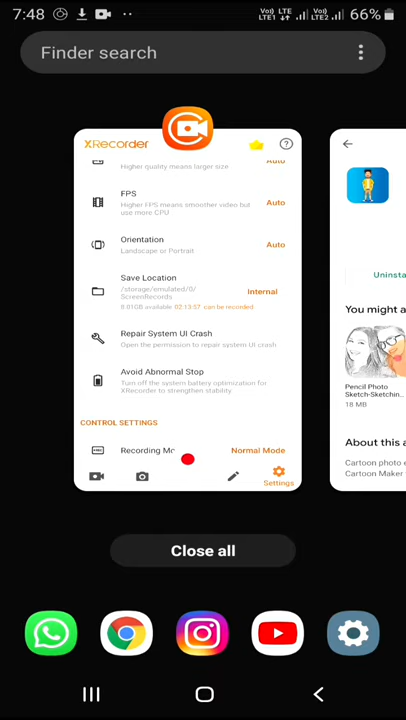 7:48
Vo) LTE
LTE1
Vo)
LTE2
66%
Finder search
XRecorder
Higher quality means larger size
Auto
FPS
Higher FPS means smoother video but
use more CPU
Auto
Orientation
Landscape or Portrait
Auto
Save Location
/storage/emulated/0/
ScreenRecords
Internal
8.01GB available 02:13:57 can be recorded.
Repair System UI Crash
Open the permission to repair system UI crash
Avoid Abnormal Stop
Turn off the system battery optimization for
XRecorder to strengthen stability
CONTROL SETTINGS
Recording Mo
Normal Mode
Settings
Uninsta
You might a
Pencil Photo
Sketch-Sketchin...
18 MB
About this a
Cartoon photo e
Cartoon Maker
Close all